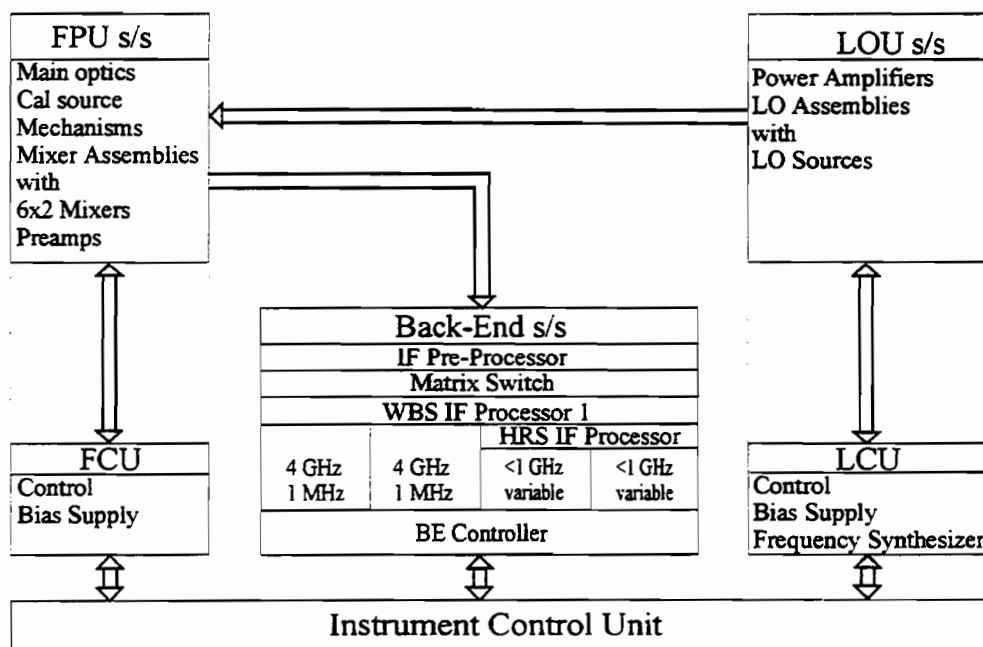 FPU s/s
Main optics
Cal source
Mechanisms
Mixer Assemblies
with
6x2 Mixers
Preamps
LOU s/s
Power Amplifiers
LO Assemblies
with
LO Sources
Back-End s/s
IF Pre-Processor
Matrix Switch
WBS IF Processor 1
HRS IF Processor
4 GHz
1 MHz
4 GHz
1 MHz
<1 GHz
variable
<1 GHz
variable
BE Controller
FCU
Control
Bias Supply
LCU
Control
Bias Supply
Frequency Synthesizer
Instrument Control Unit